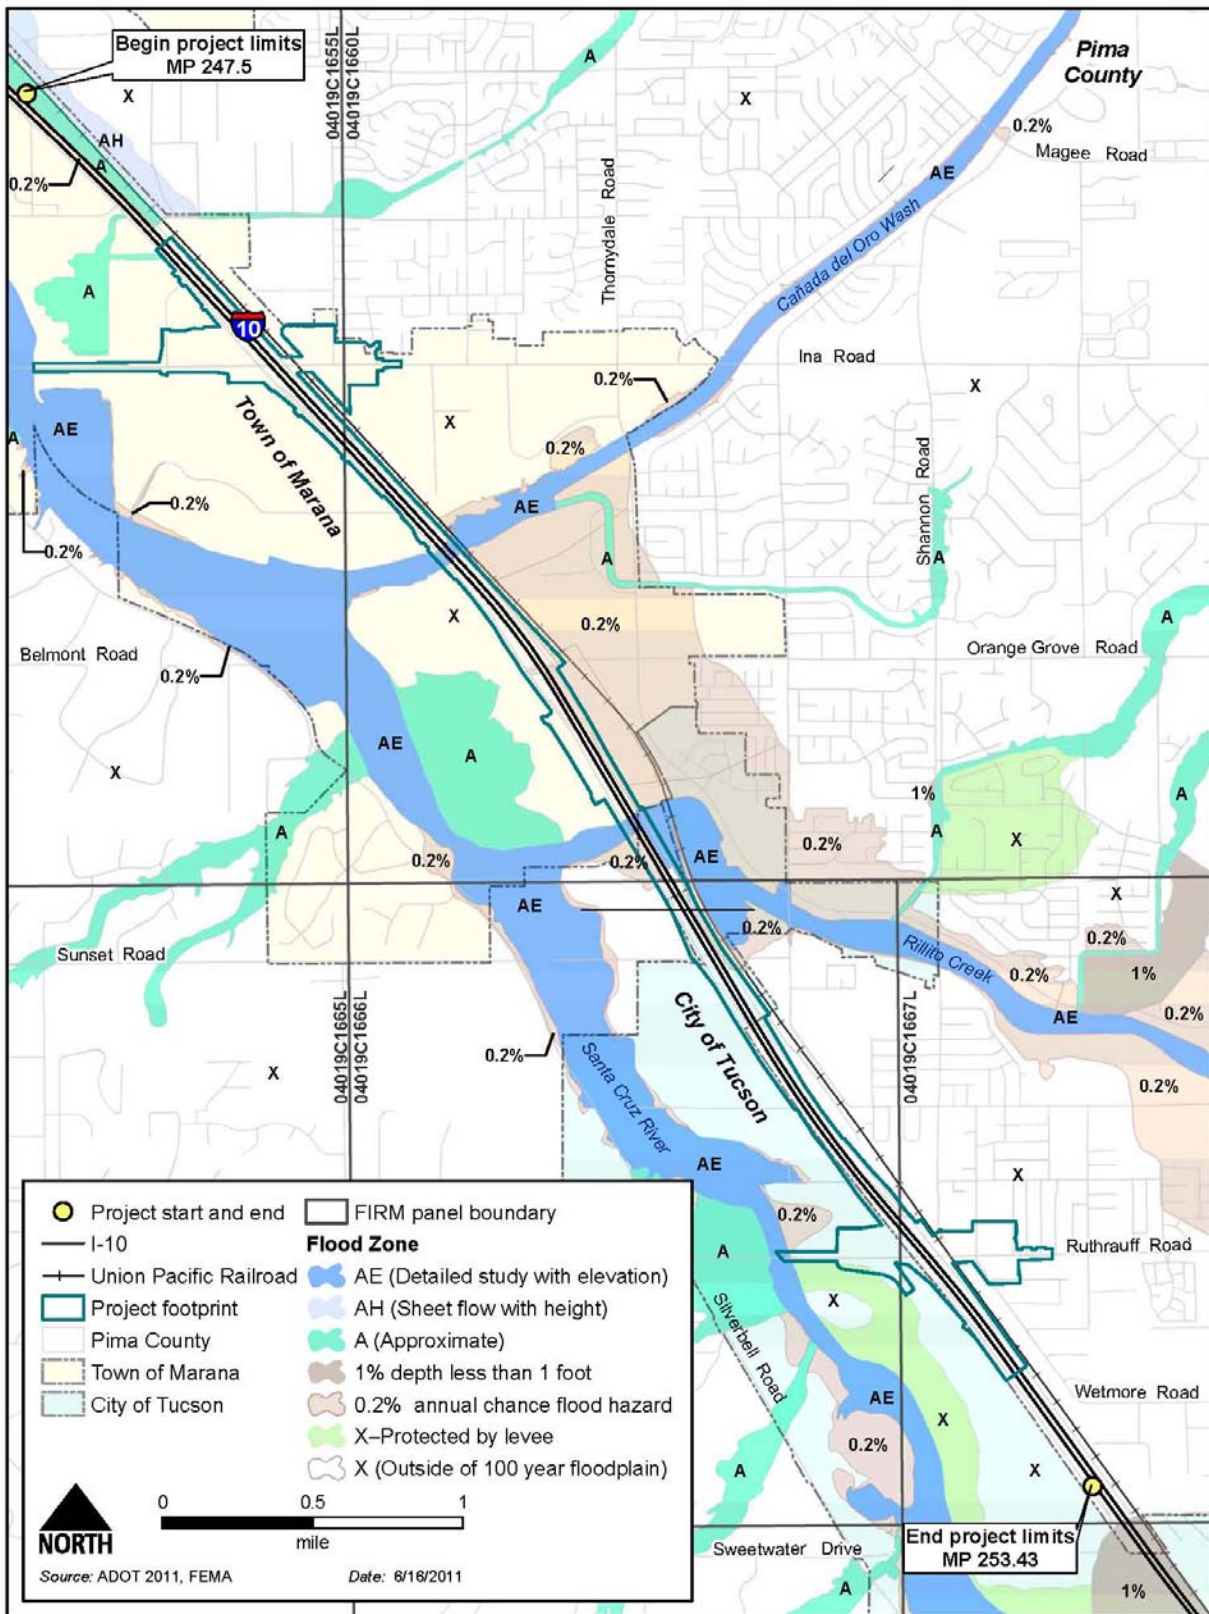 Begin project limits
MP 247.5
04019C1655L
04019C1660L
A
X
X
Pima
County
0.2%
Magee Road
AH
A
0.2%
AE
Thornydale Road
Cañada del Oro Wash
A
10
Ina Road
0.2%
X
Town of Marana
X
AE
A
0.2%
0.2%
AE
Shannon Road
0.2%
A
A
X
0.2%
A
Belmont Road
0.2%
Orange Grove Road
AE
A
X
1%
A
A
0.2%
A
X
0.2%
0.2%
AE
X
AE
0.2%
0.2%
Sunset Road
Rillito Creek
0.2%
1%
0.2%
AE
04019C1665L
04019C1666L
City of Tucson
04019C1667L
0.2%
X
Santa Cruz River
0.2%
AE
X
0.2%
Ruthrauff Road
A
X
Silverbell Road
Wetmore Road
AE
X
0.2%
A
X
End project limits
MP 253.43
Sweetwater Drive
A
1%
Project start and end
I-10
Union Pacific Railroad
Project footprint
Pima County
Town of Marana
City of Tucson
FIRM panel boundary
Flood Zone
AE (Detailed study with elevation)
AH (Sheet flow with height)
A (Approximate)
1% depth less than 1 foot
0.2% annual chance flood hazard
X–Protected by levee
X (Outside of 100 year floodplain)
NORTH
0 0.5 1
mile
Source: ADOT 2011, FEMA
Date: 6/16/2011